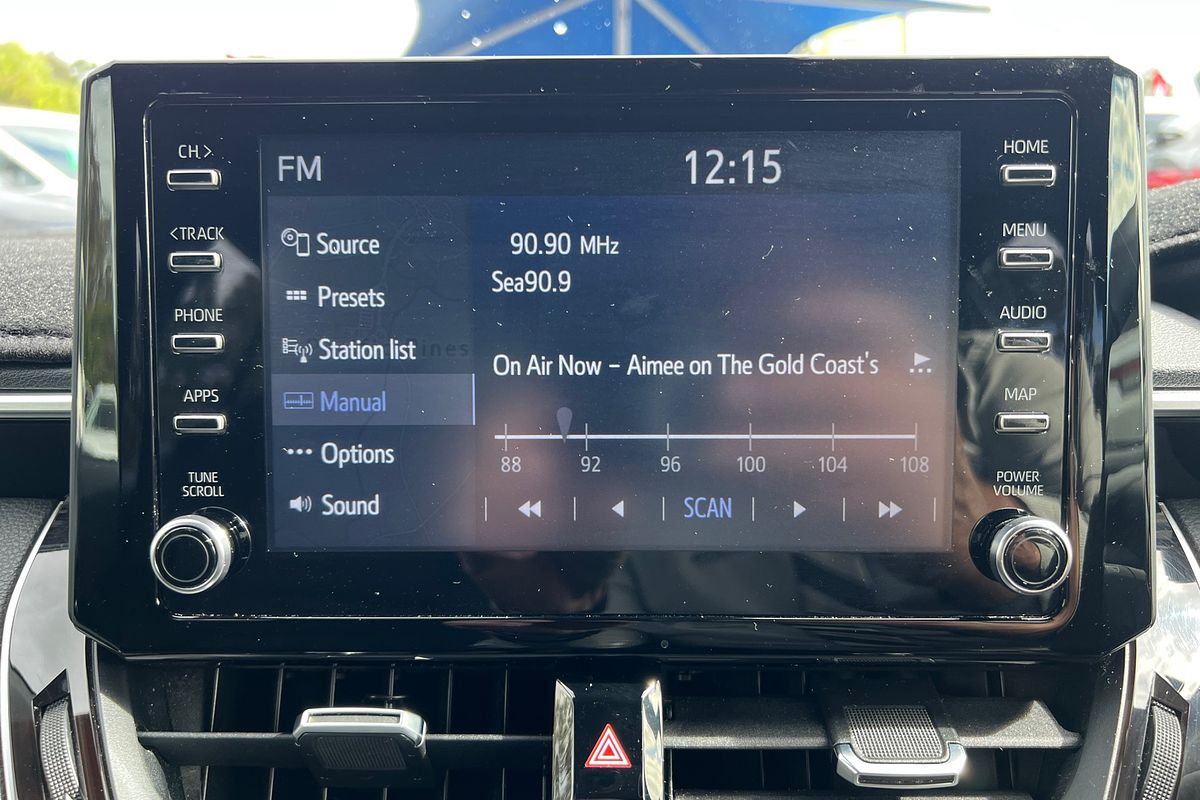 CH >
< TRACK
PHONE
APPS
TUNE
SCROLL
FM
12:15
Source
Presets
Station list
Manual
Options
Sound
90.90 MHz
Sea90.9
On Air Now – Aimee on The Gold Coast's
88 92 96 100 104 108
SCAN
HOME
MENU
AUDIO
MAP
POWER
VOLUME